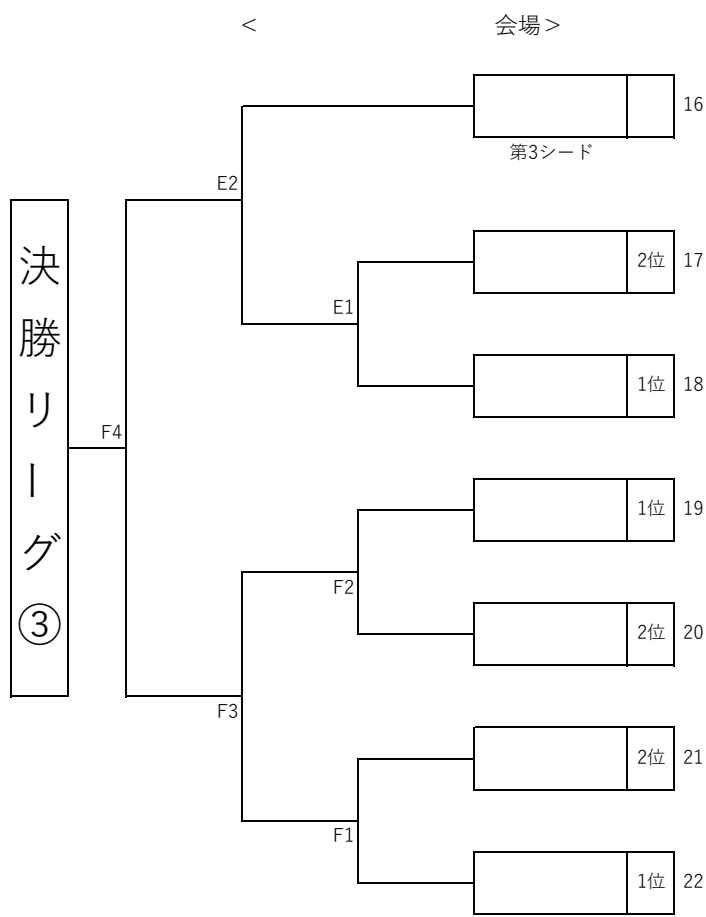 < 会場>
16
第3シード
E2
2位 17
E1
1位 18
決勝リーグ③
F4
1位 19
F2
2位 20
F3
2位 21
F1
1位 22